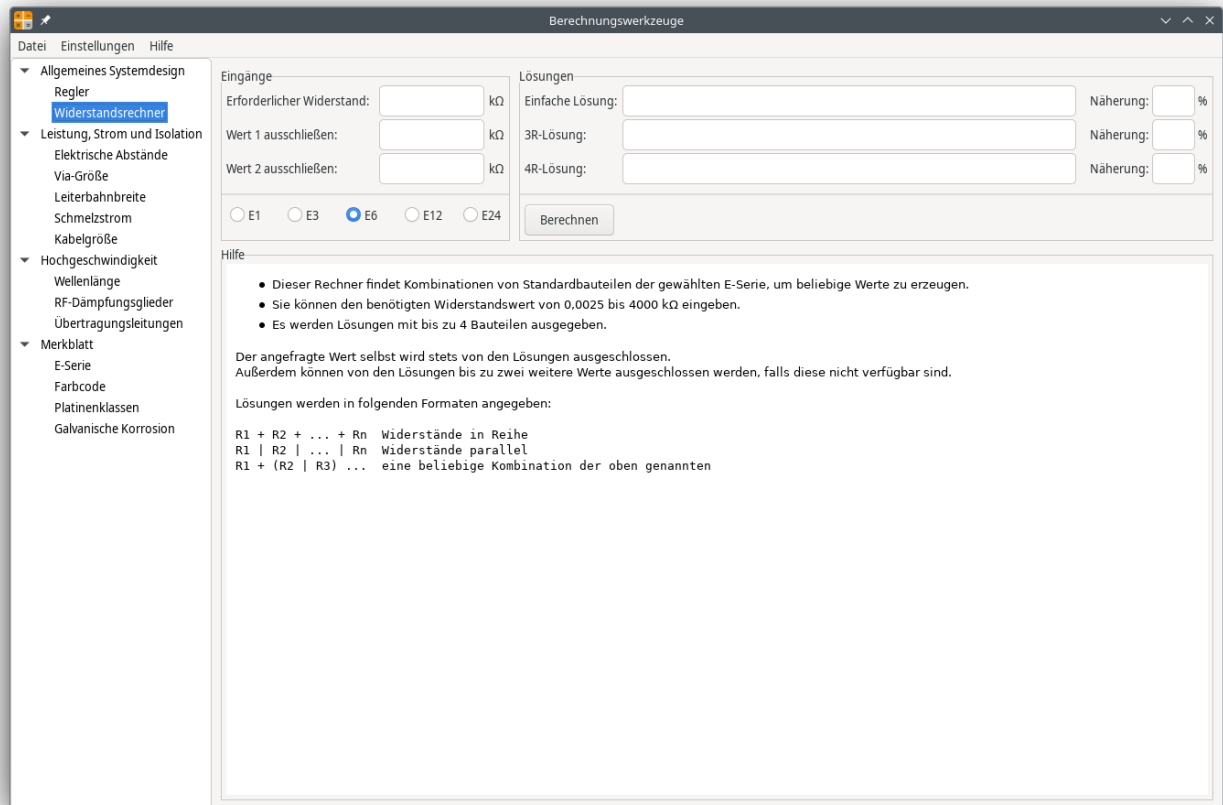 Berechnungswerkzeuge
Datei Einstellungen Hilfe
Allgemeines Systemdesign
Regler
Widerstandsrechner
Leistung, Strom und Isolation
Elektrische Abstände
Via-Größe
Leiterbahnbreite
Schmelzstrom
Kabelgröße
Hochgeschwindigkeit
Wellenlänge
RF-Dämpfungsglieder
Übertragungsleitungen
Merkblatt
E-Serie
Farbcode
Platinenklassen
Galvanische Korrosion
Eingänge
Erforderlicher Widerstand: kΩ
Wert 1 ausschließen: kΩ
Wert 2 ausschließen: kΩ
E1 E3 E6 E12 E24
Lösungen
Einfache Lösung: Näherung: %
3R-Lösung: Näherung: %
4R-Lösung: Näherung: %
Berechnen
Hilfe
• Dieser Rechner findet Kombinationen von Standardbauteilen der gewählten E-Serie, um beliebige Werte zu erzeugen.
• Sie können den benötigten Widerstandswert von 0,0025 bis 4000 kΩ eingeben.
• Es werden Lösungen mit bis zu 4 Bauteilen ausgegeben.
Der angefragte Wert selbst wird stets von den Lösungen ausgeschlossen.
Außerdem können von den Lösungen bis zu zwei weitere Werte ausgeschlossen werden, falls diese nicht verfügbar sind.
Lösungen werden in folgenden Formaten angegeben:
R1 + R2 + ... + Rn Widerstände in Reihe
R1 | R2 | ... | Rn Widerstände parallel
R1 + (R2 | R3) ... eine beliebige Kombination der oben genannten